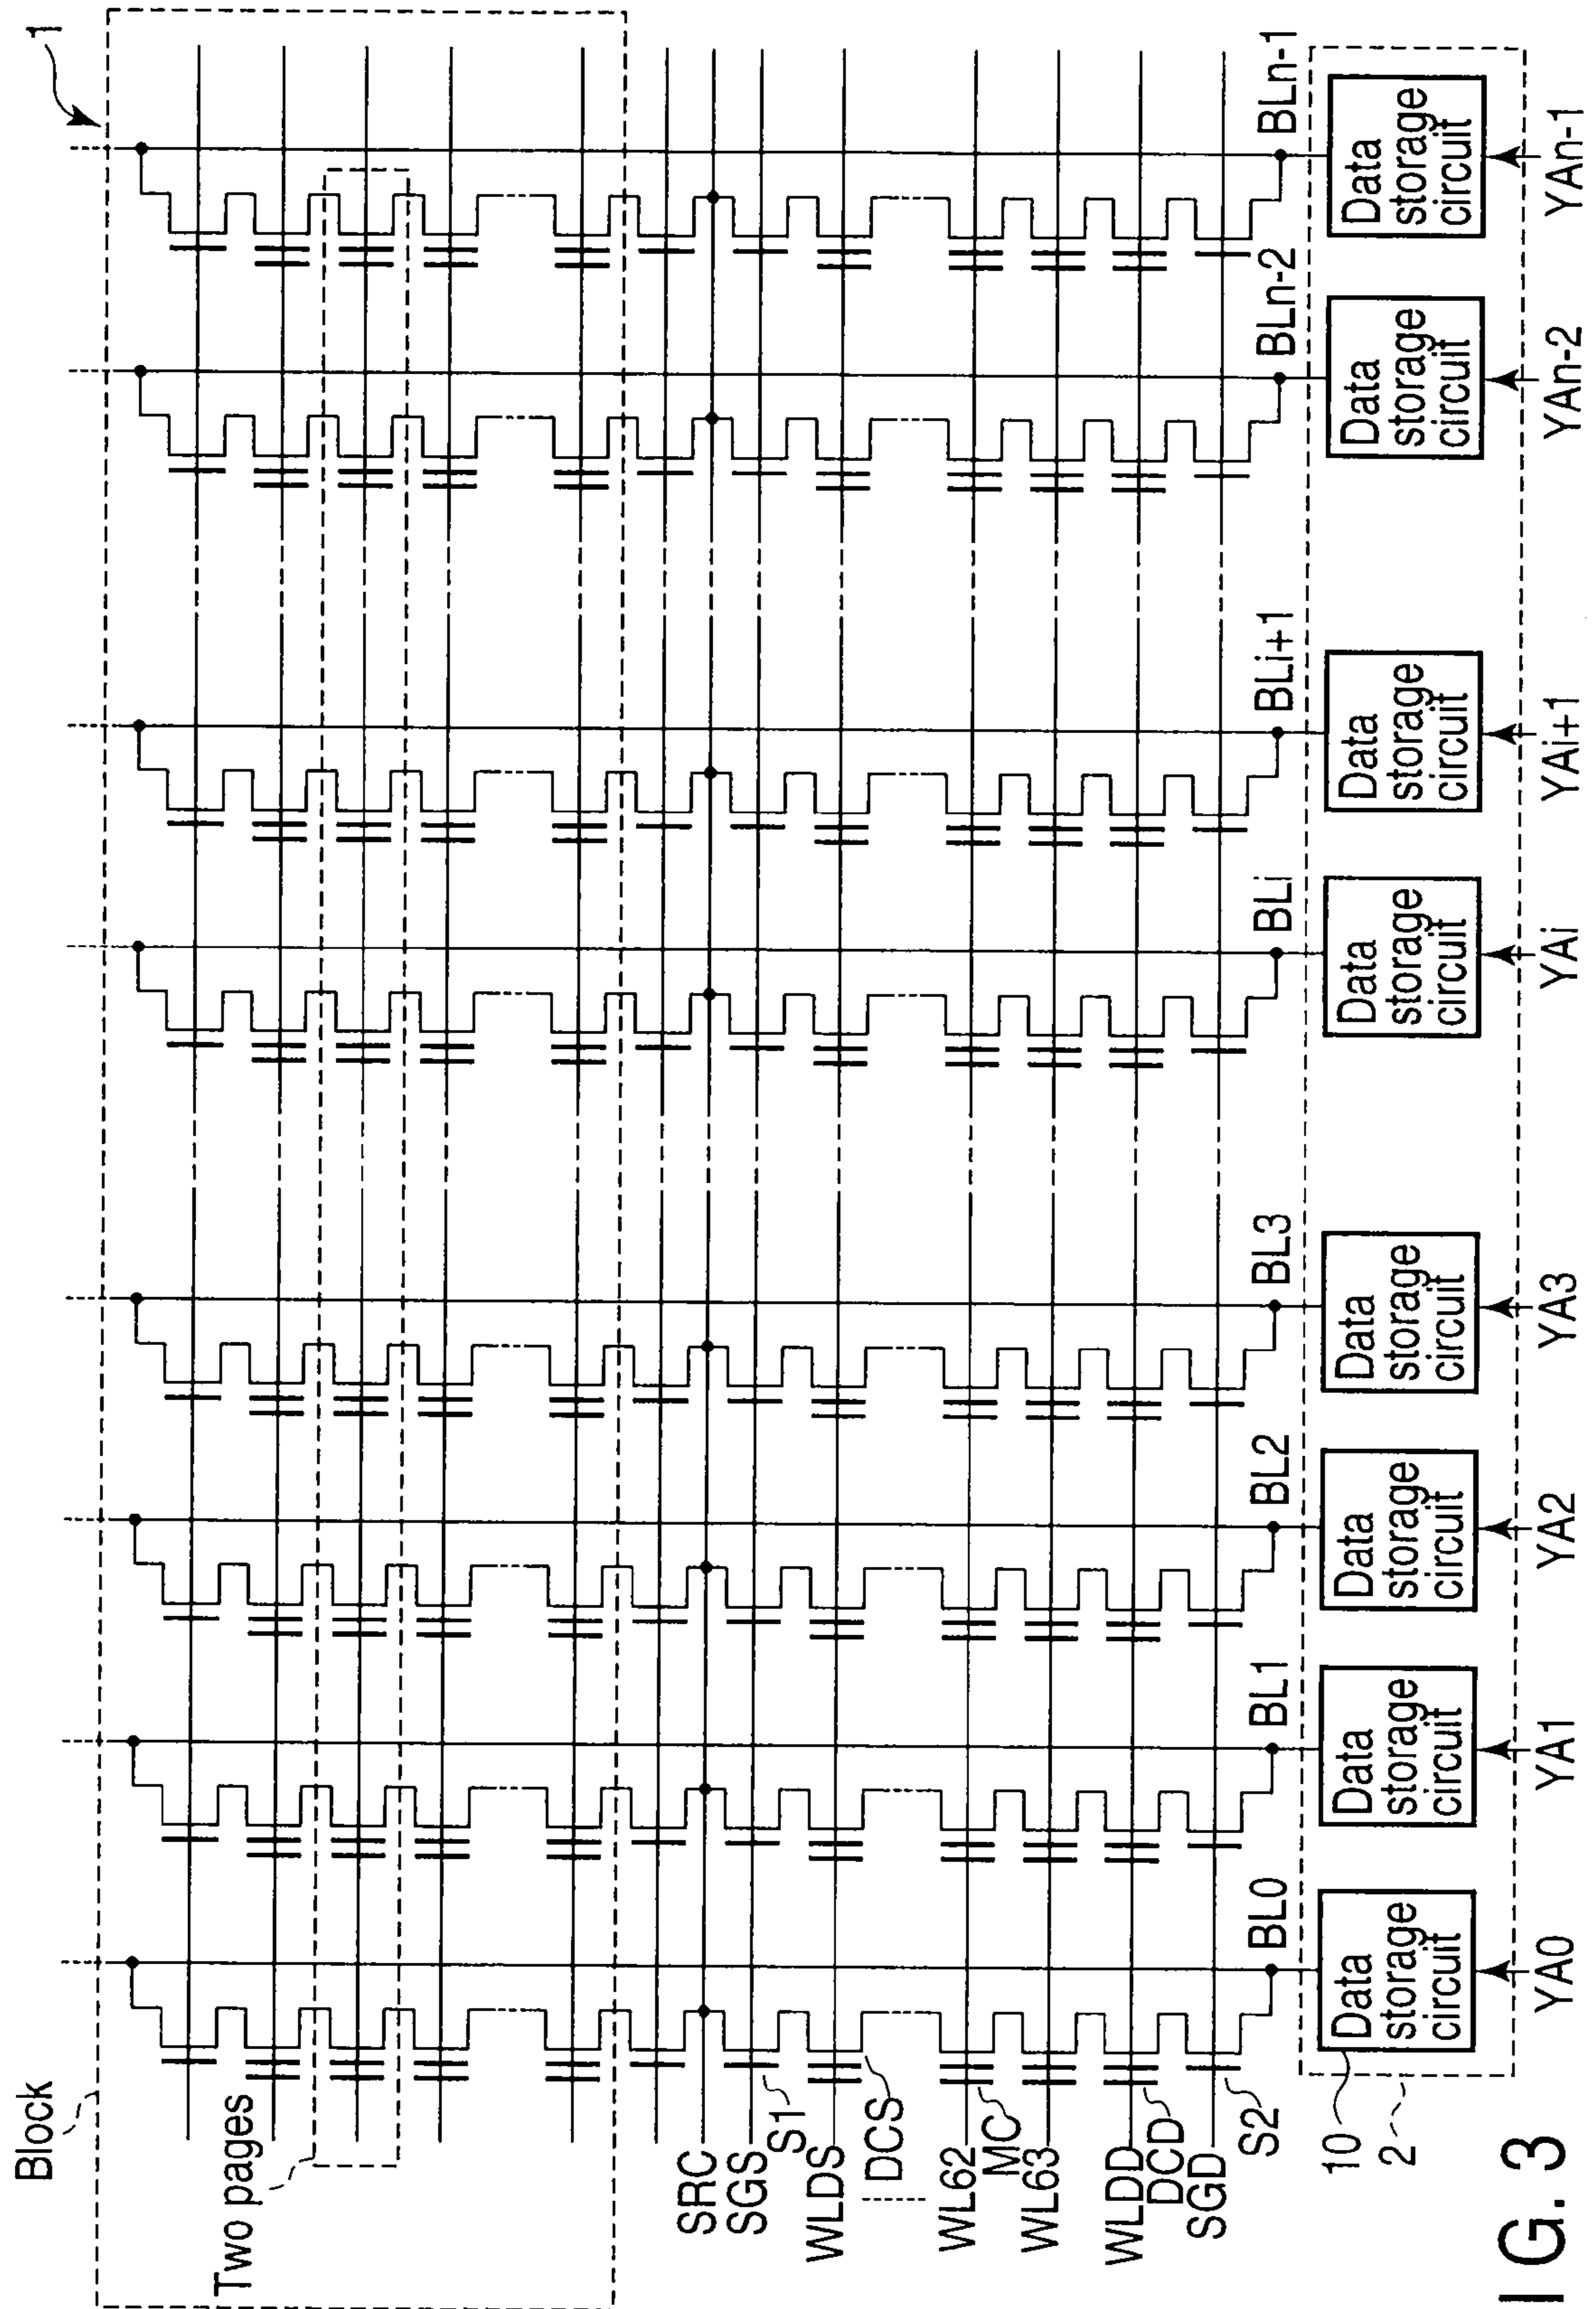 Block
Two pages
1
SRC
SGS
S1
WLDS
DCS
WL62
MC
WL63
WLDD
DCD
SGD
S2
BL0
BL1
BL2
BL3
BLi
BLi+1
BLn-2
BLn-1
10
2
Data
storage
circuit
Data
storage
circuit
Data
storage
circuit
Data
storage
circuit
Data
storage
circuit
Data
storage
circuit
Data
storage
circuit
Data
storage
circuit
YA0
YA1
YA2
YA3
YAi
YAi+1
YAn-2
YAn-1
IG. 3